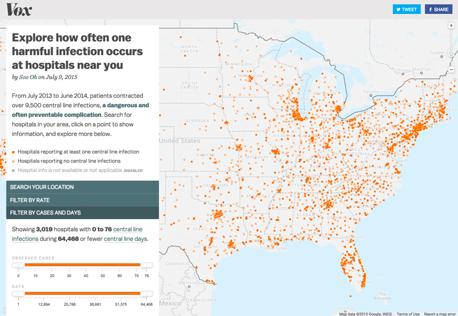 Vox
TWEET
SHARE
Explore how often one
harmful infection occurs
at hospitals near you
by Soo Oh on July 9, 2015
From July 2013 to June 2014, patients contracted
over 9,500 central line infections, a dangerous and
often preventable complication. Search for
hospitals in your area, click on a point to show
information, and explore more below.
Hospitals reporting at least one central line infection
Hospitals reporting no central line infections
Hospital info is not available or not applicable DISABLED
SEARCH YOUR LOCATION
FILTER BY RATE
FILTER BY CASES AND DAYS
Showing 3,019 hospitals with 0 to 76 central line
infections during 64,468 or fewer central line days.
OBSERVED CASES
0 10 20 30 40 50 60 70 76
DAYS
1 12,894 25,788 38,681 51,575 64,468
United States
Mexico
Map data ©2015 Google, INEGI Terms of Use Report a map error